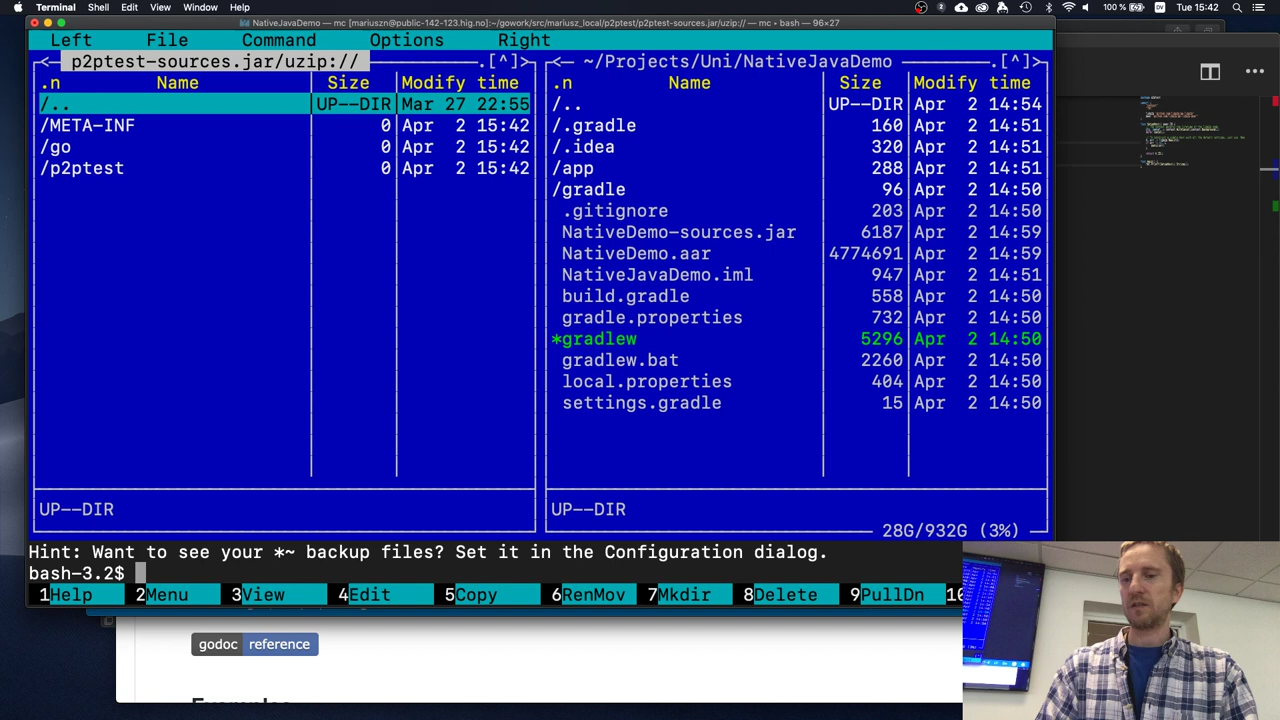 Terminal Shell Edit View Window Help 100 % DV Tue 15:42
NativeJavaDemo — mc [mariuszn@public-142-123.hig.no]:~/gowork/src/mariusz_local/p2ptest/p2ptest-sources.jar/uzip:// — mc • bash — 96×27
Left File Command Options Right
<— p2ptest-sources.jar/uzip:// .[^]>
.n Name Size Modify time
/.. UP--DIR Mar 27 22:55
/META-INF 0 Apr 2 15:42
/go 0 Apr 2 15:42
/p2ptest 0 Apr 2 15:42
UP--DIR
<— ~/Projects/Uni/NativeJavaDemo .[^]>
.n Name Size Modify time
/.. UP--DIR Apr 2 14:54
/.gradle 160 Apr 2 14:51
/.idea 320 Apr 2 14:51
/app 288 Apr 2 14:51
/gradle 96 Apr 2 14:50
.gitignore 203 Apr 2 14:50
NativeDemo-sources.jar 6187 Apr 2 14:59
NativeDemo.aar 4774691 Apr 2 14:59
NativeJavaDemo.iml 947 Apr 2 14:51
build.gradle 558 Apr 2 14:50
gradle.properties 732 Apr 2 14:50
*gradlew 5296 Apr 2 14:50
gradlew.bat 2260 Apr 2 14:50
local.properties 404 Apr 2 14:50
settings.gradle 15 Apr 2 14:50
UP--DIR
28G/932G (3%)
Hint: Want to see your *~ backup files? Set it in the Configuration dialog.
bash-3.2$
1Help 2Menu 3View 4Edit 5Copy 6RenMov 7Mkdir 8Delete 9PullDn 10
godoc reference
Examples